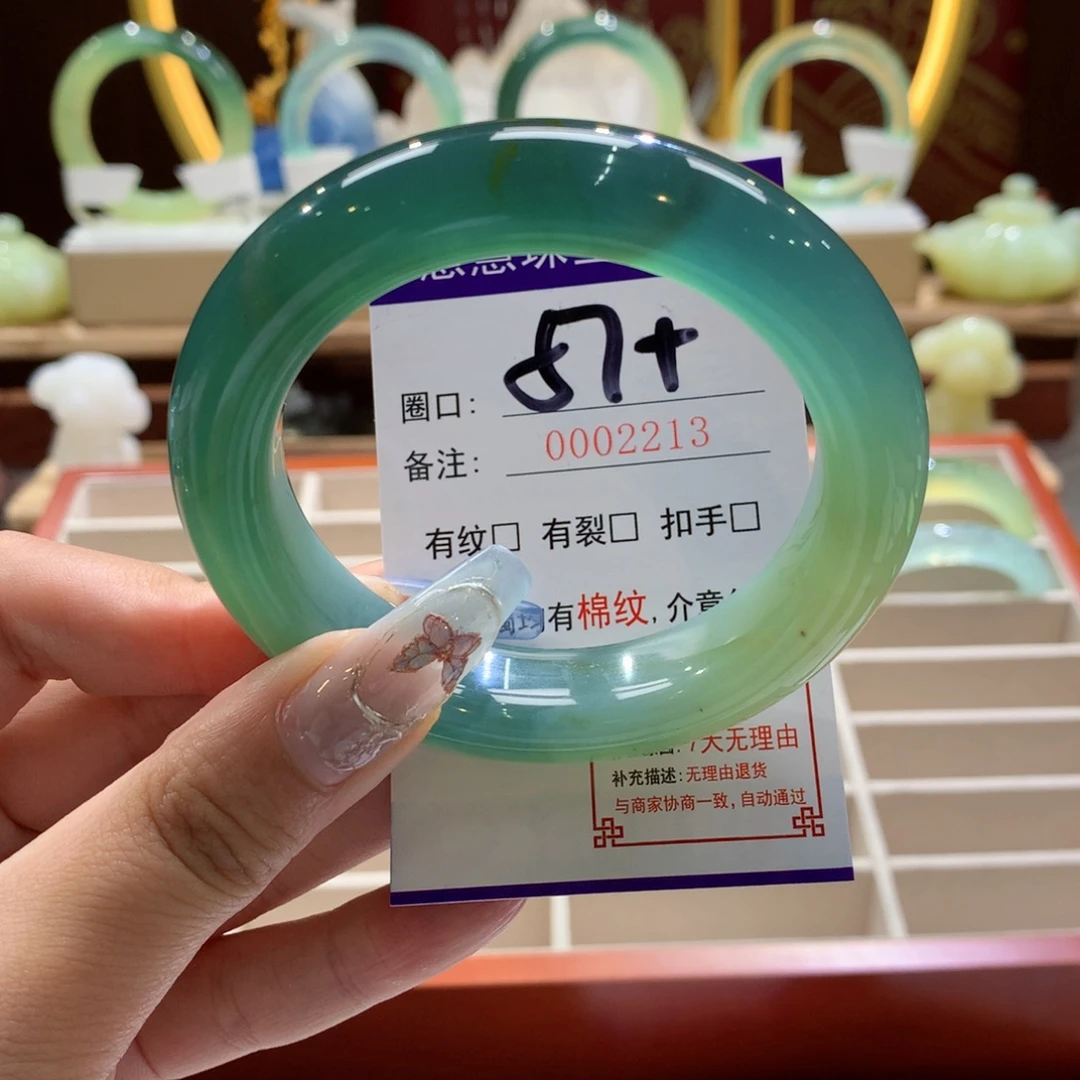 圈口: 57+
备注: 0002213
有纹□ 有裂□ 扣手□
有棉纹,介意
7天无理由
补充描述:无理由退货
与商家协商一致,自动通过